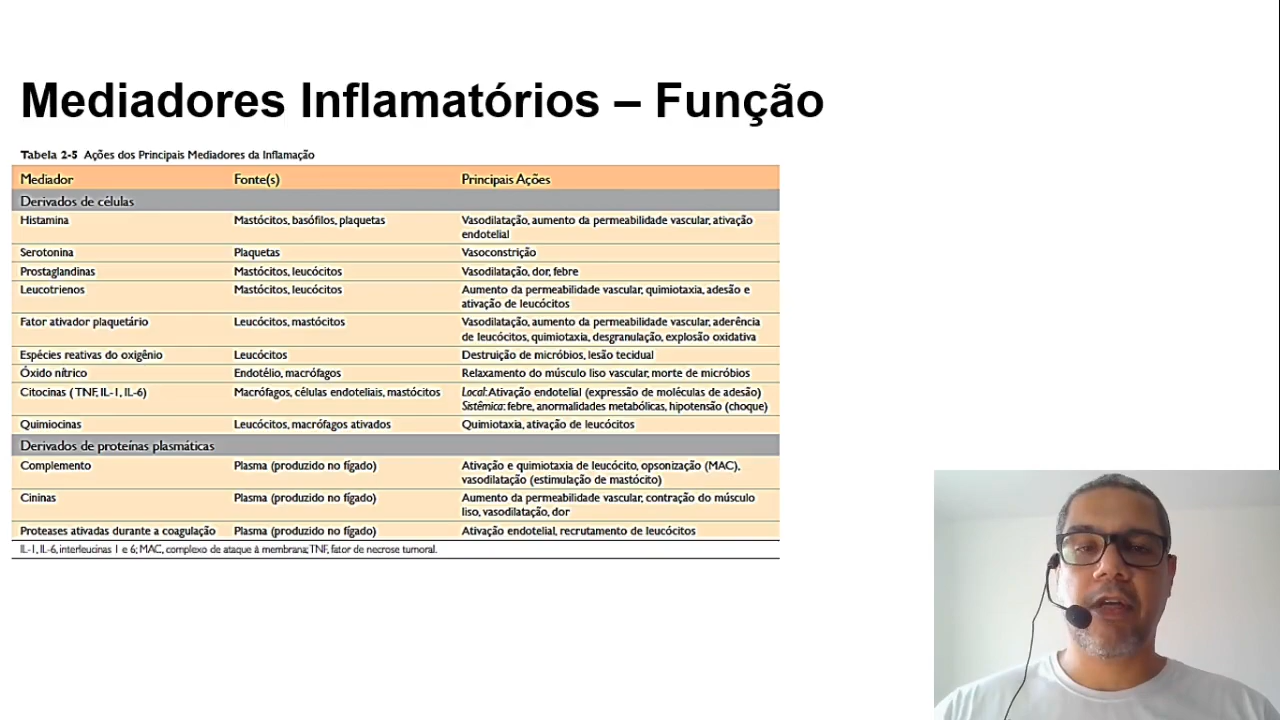 Mediadores Inflamatórios – Função
Tabela 2-5 Ações dos Principais Mediadores da Inflamação
Mediador Fonte(s) Principais Ações
Derivados de células
Histamina Mastócitos, basófilos, plaquetas Vasodilatação, aumento da permeabilidade vascular, ativação
endotelial
Serotonina Plaquetas Vasoconstrição
Prostaglandinas Mastócitos, leucócitos Vasodilatação, dor, febre
Leucotrienos Mastócitos, leucócitos Aumento da permeabilidade vascular, quimiotaxia, adesão e
ativação de leucócitos
Fator ativador plaquetário Leucócitos, mastócitos Vasodilatação, aumento da permeabilidade vascular, aderência
de leucócitos, quimiotaxia, desgranulação, explosão oxidativa
Espécies reativas do oxigênio Leucócitos Destruição de micróbios, lesão tecidual
Óxido nítrico Endotélio, macrófagos Relaxamento do músculo liso vascular, morte de micróbios
Citocinas ( TNF, IL-1, IL-6) Macrófagos, células endoteliais, mastócitos Local: Ativação endotelial (expressão de moléculas de adesão)
Sistêmica: febre, anormalidades metabólicas, hipotensão (choque)
Quimiocinas Leucócitos, macrófagos ativados Quimiotaxia, ativação de leucócitos
Derivados de proteínas plasmáticas
Complemento Plasma (produzido no fígado) Ativação e quimiotaxia de leucócito, opsonização (MAC),
vasodilatação (estimulação de mastócito)
Cininas Plasma (produzido no fígado) Aumento da permeabilidade vascular, contração do músculo
liso, vasodilatação, dor
Proteases ativadas durante a coagulação Plasma (produzido no fígado) Ativação endotelial, recrutamento de leucócitos
IL-1, IL-6, interleucinas 1 e 6; MAC, complexo de ataque à membrana; TNF, fator de necrose tumoral.